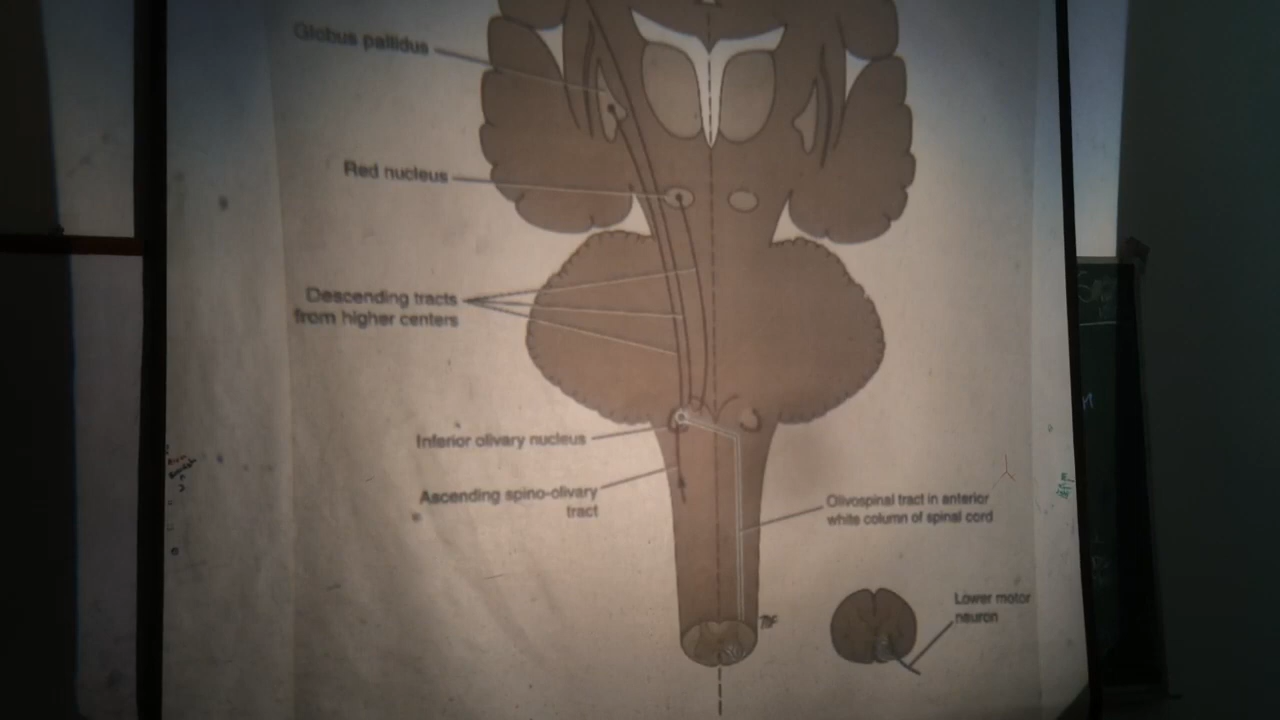 Globus pallidus
Red nucleus
Descending tracts
from higher centers
Inferior olivary nucleus
Ascending spino-olivary
tract
Olivospinal tract in anterior
white column of spinal cord
Lower motor
neuron